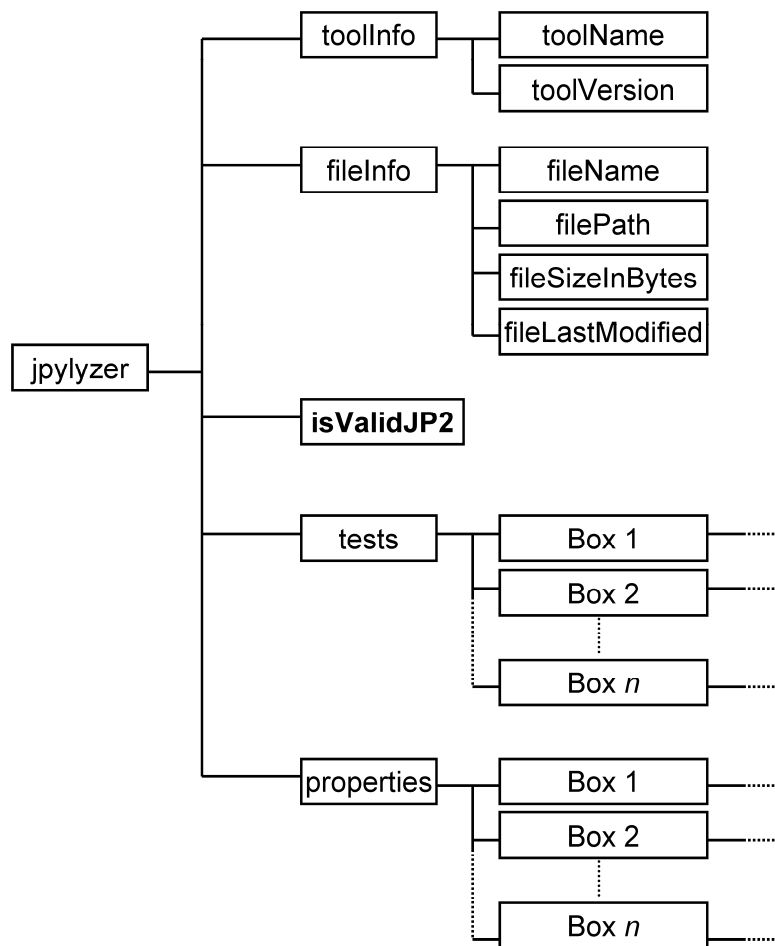 toolInfo
toolName
toolVersion
fileInfo
fileName
filePath
fileSizeInBytes
fileLastModified
jpylyzer
isValidJP2
tests
Box 1
Box 2
Box n
properties
Box 1
Box 2
Box n